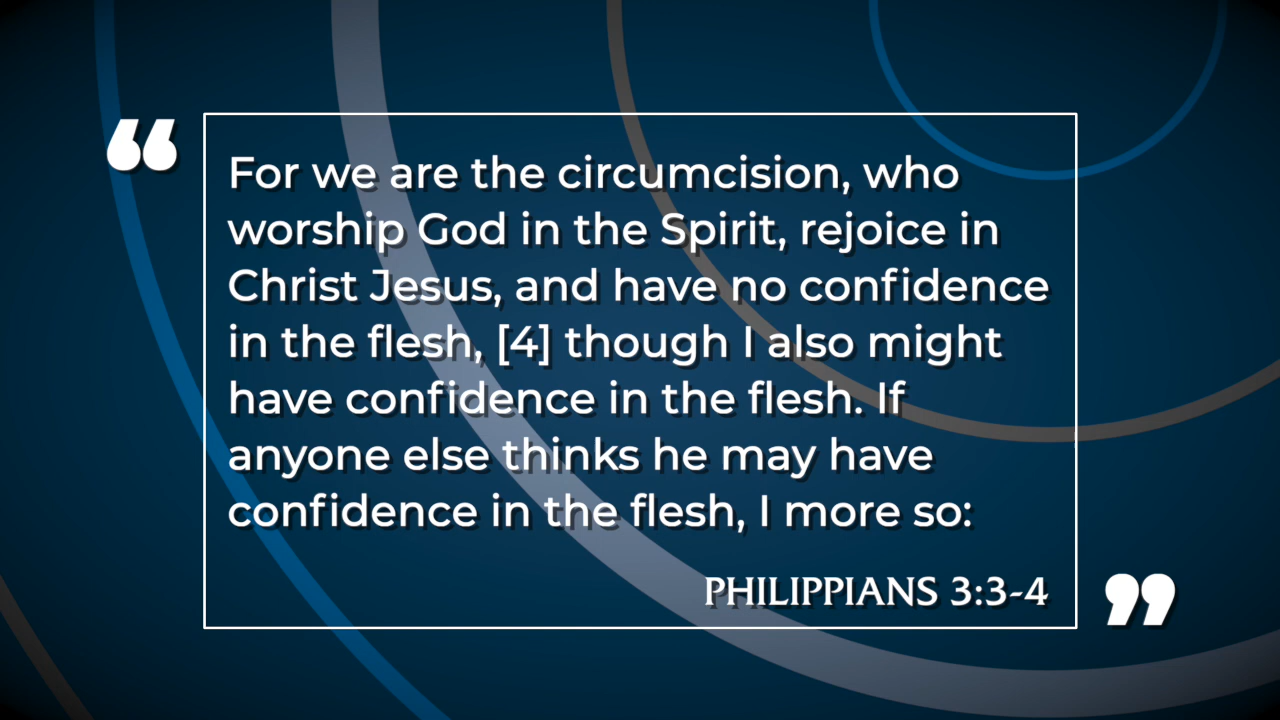 “
For we are the circumcision, who
worship God in the Spirit, rejoice in
Christ Jesus, and have no confidence
in the flesh, [4] though I also might
have confidence in the flesh. If
anyone else thinks he may have
confidence in the flesh, I more so:
PHILIPPIANS 3:3-4
”